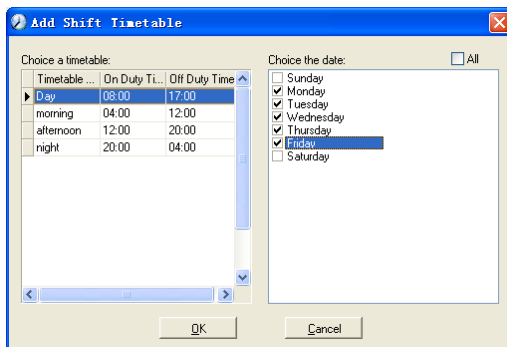 Add Shift Timetable
Choice a timetable:
Timetable ... On Duty Ti... Off Duty Time
Day 08:00 17:00
morning 04:00 12:00
afternoon 12:00 20:00
night 20:00 04:00
Choice the date: All
Sunday
Monday
Tuesday
Wednesday
Thursday
Friday
Saturday
OK Cancel